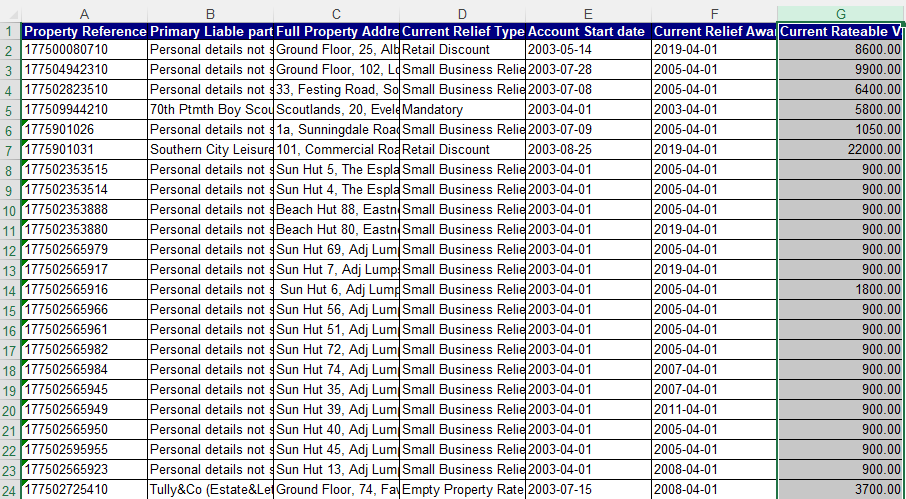 A B C D E F G
1 Property Reference Primary Liable part Full Property Addre Current Relief Type Account Start date Current Relief Awar Current Rateable V
2 177500080710 Personal details not s Ground Floor, 25, Alb Retail Discount 2003-05-14 2019-04-01 8600.00
3 177504942310 Personal details not s Ground Floor, 102, Lo Small Business Relie 2003-07-28 2005-04-01 9900.00
4 177502823510 Personal details not s 33, Festing Road, So Small Business Relie 2003-07-08 2005-04-01 6400.00
5 177509944210 70th Ptmth Boy Scou Scoutlands, 20, Evele Mandatory 2003-04-01 2003-04-01 5800.00
6 1775901026 Personal details not s 1a, Sunningdale Road Small Business Relie 2003-07-09 2005-04-01 1050.00
7 1775901031 Southern City Leisure 101, Commercial Roa Retail Discount 2003-08-25 2019-04-01 22000.00
8 177502353515 Personal details not s Sun Hut 5, The Espla Small Business Relie 2003-04-01 2005-04-01 900.00
9 177502353514 Personal details not s Sun Hut 4, The Espla Small Business Relie 2003-04-01 2005-04-01 900.00
10 177502353888 Personal details not s Beach Hut 88, Eastn Small Business Relie 2003-04-01 2005-04-01 900.00
11 177502353880 Personal details not s Beach Hut 80, Eastn Small Business Relie 2003-04-01 2019-04-01 900.00
12 177502565979 Personal details not s Sun Hut 69, Adj Lump Small Business Relie 2003-04-01 2005-04-01 900.00
13 177502565917 Personal details not s Sun Hut 7, Adj Lumps Small Business Relie 2003-04-01 2019-04-01 900.00
14 177502565916 Personal details not s Sun Hut 6, Adj Lump Small Business Relie 2003-04-01 2005-04-01 1800.00
15 177502565966 Personal details not s Sun Hut 56, Adj Lum Small Business Relie 2003-04-01 2005-04-01 900.00
16 177502565961 Personal details not s Sun Hut 51, Adj Lum Small Business Relie 2003-04-01 2005-04-01 900.00
17 177502565982 Personal details not s Sun Hut 72, Adj Lum Small Business Relie 2003-04-01 2005-04-01 900.00
18 177502565984 Personal details not s Sun Hut 74, Adj Lum Small Business Relie 2003-04-01 2007-04-01 900.00
19 177502565945 Personal details not s Sun Hut 35, Adj Lum Small Business Relie 2003-04-01 2007-04-01 900.00
20 177502565949 Personal details not s Sun Hut 39, Adj Lum Small Business Relie 2003-04-01 2011-04-01 900.00
21 177502565950 Personal details not s Sun Hut 40, Adj Lum Small Business Relie 2003-04-01 2005-04-01 900.00
22 177502595955 Personal details not s Sun Hut 45, Adj Lum Small Business Relie 2003-04-01 2005-04-01 900.00
23 177502565923 Personal details not s Sun Hut 13, Adj Lum Small Business Relie 2003-04-01 2008-04-01 900.00
24 177502725410 Tully&Co (Estate&Let Ground Floor, 74, Fav Empty Property Rate 2003-07-15 2008-04-01 3700.00